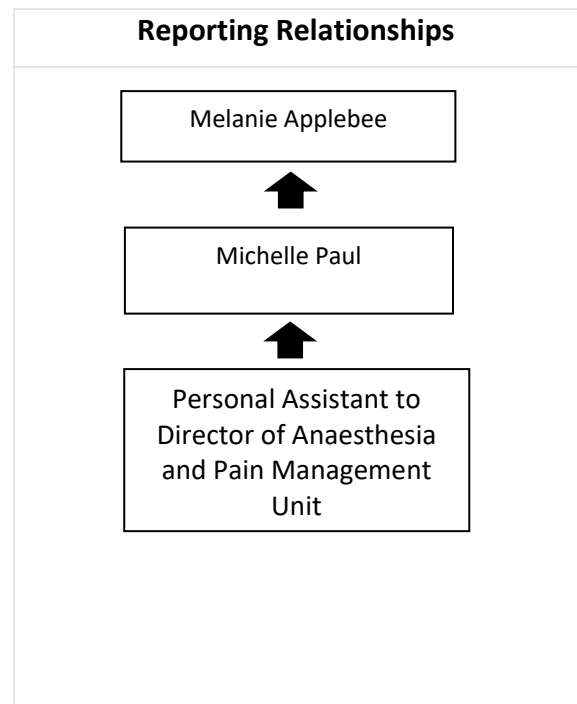 Reporting Relationships
Melanie Applebee
Michelle Paul
Personal Assistant to
Director of Anaesthesia
and Pain Management
Unit